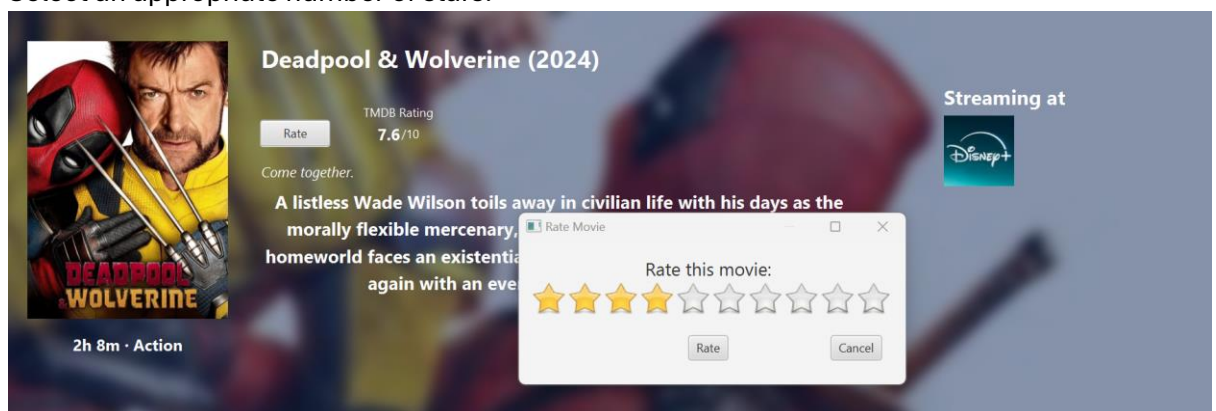 Deadpool & Wolverine (2024)
TMDB Rating
Rate
7.6/10
Come together.
A listless Wade Wilson toils away in civilian life with his days as the
morally flexible mercenary,
homeworld faces an existentia
again with an eve
Streaming at
Disney+
DEADPOOL
& WOLVERINE
2h 8m · Action
Rate Movie
Rate this movie:
Rate
Cancel